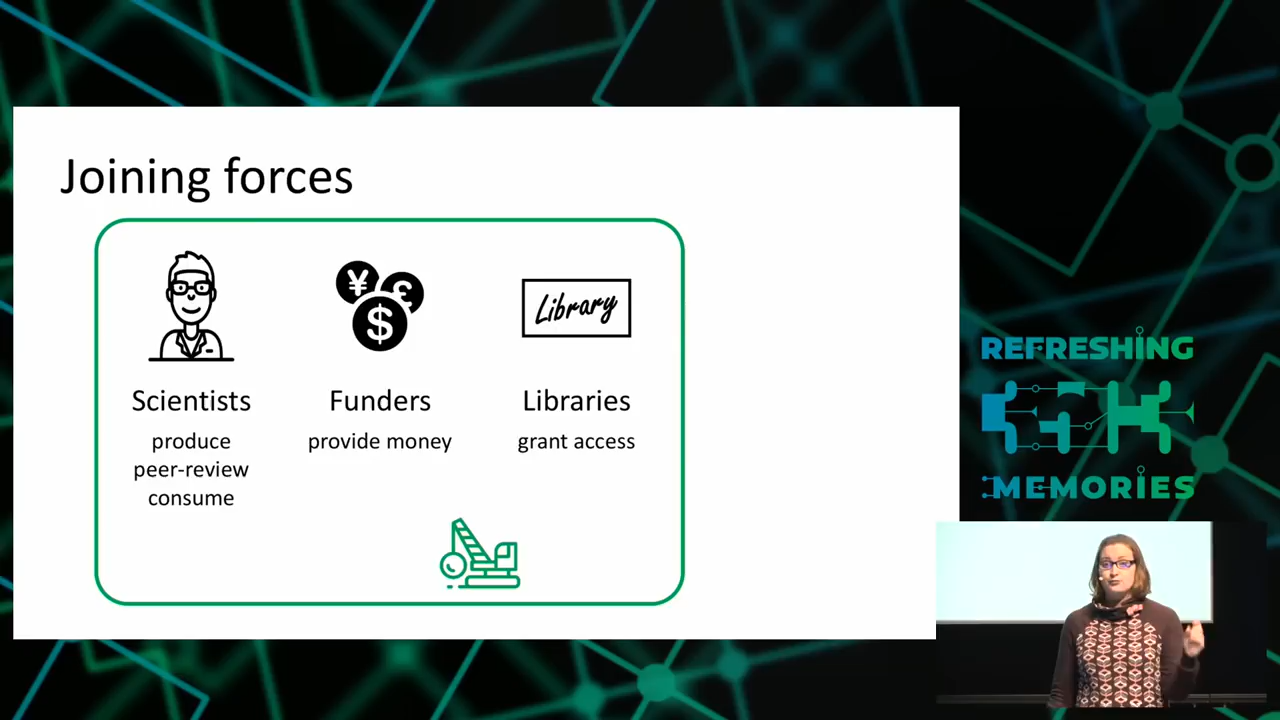 Joining forces
¥ £ $
Library
Scientists
Funders
Libraries
produce
peer-review
consume
provide money
grant access
REFRESHING
MEMORIES